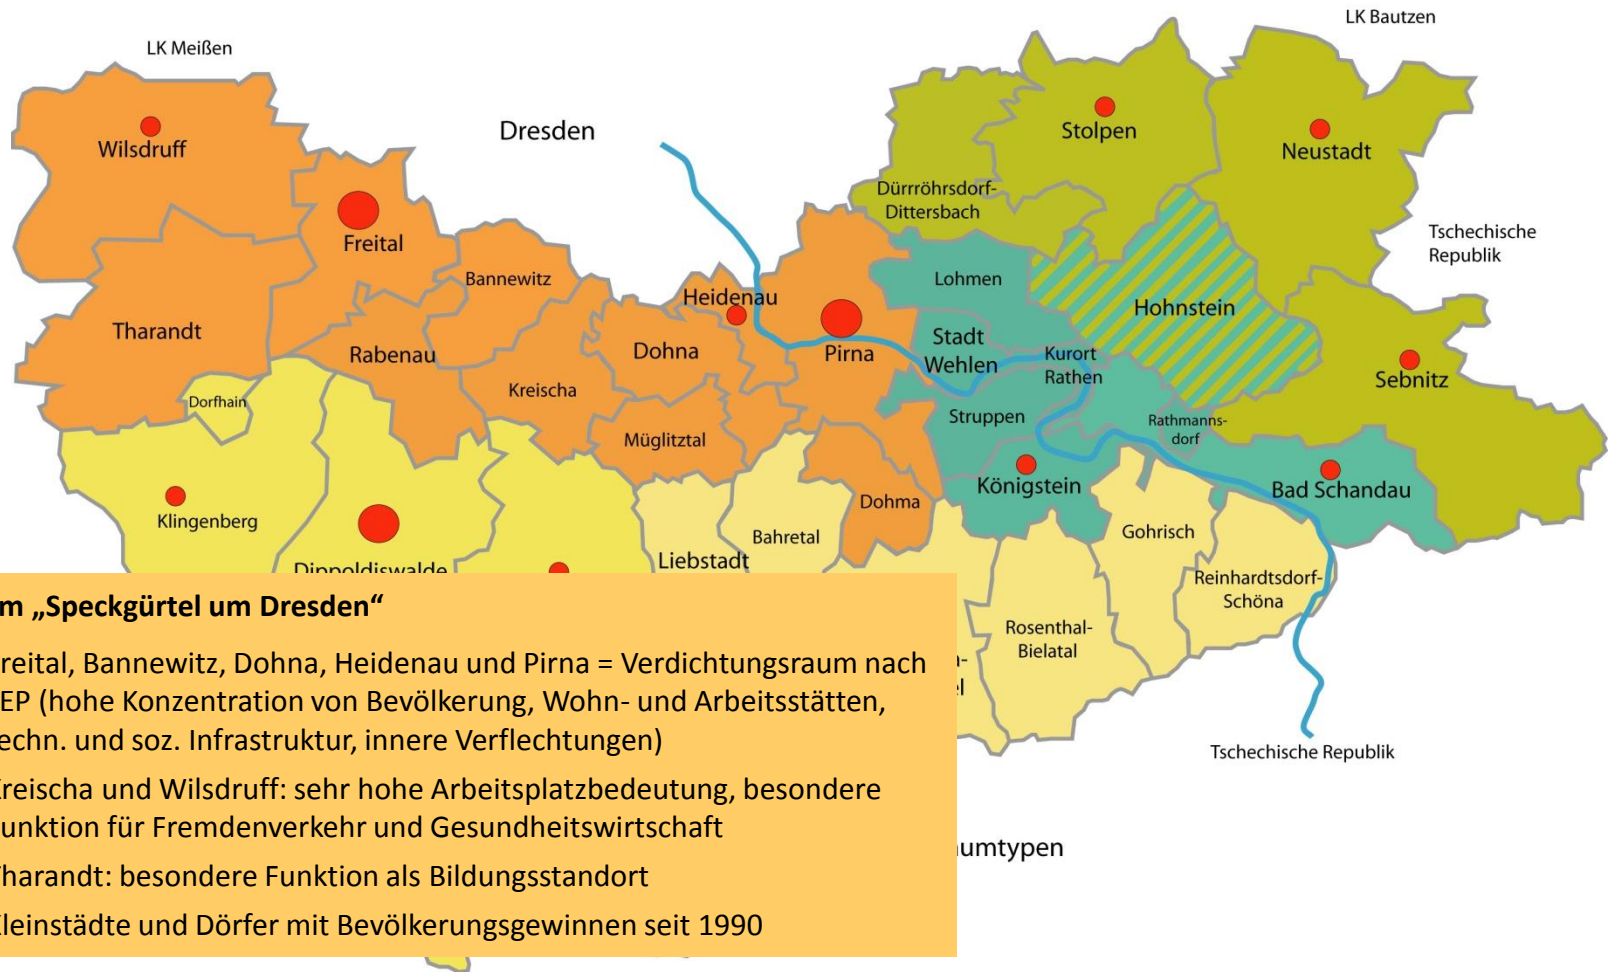 LK Bautzen
LK Meißen
Dresden
Stolpen
Wilsdruff
Neustadt
Dürrröhrsdorf-
Dittersbach
Freital
Tschechische
Republik
Bannewitz
Lohmen
Heidenau
Hohnstein
Tharandt
Stadt
Wehlen
Rabenau
Dohna
Pirna
Kurort
Rathen
Sebnitz
Kreischa
Dorfhain
Struppen
Rathmanns-
dorf
Müglitztal
Königstein
Bad Schandau
Dohma
Klingenberg
Gohrisch
Bahretal
Liebstadt
Dippoldiswalde
Reinhardtsdorf-
Schöna
Rosenthal-
Bielatal
m „Speckgürtel um Dresden“
reital, Bannewitz, Dohna, Heidenau und Pirna = Verdichtungsraum nach
EP (hohe Konzentration von Bevölkerung, Wohn- und Arbeitsstätten,
echn. und soz. Infrastruktur, innere Verflechtungen)
Kreischa und Wilsdruff: sehr hohe Arbeitsplatzbedeutung, besondere
unktion für Fremdenverkehr und Gesundheitswirtschaft
Tharandt: besondere Funktion als Bildungsstandort
Kleinstädte und Dörfer mit Bevölkerungsgewinnen seit 1990
Tschechische Republik
umtypen